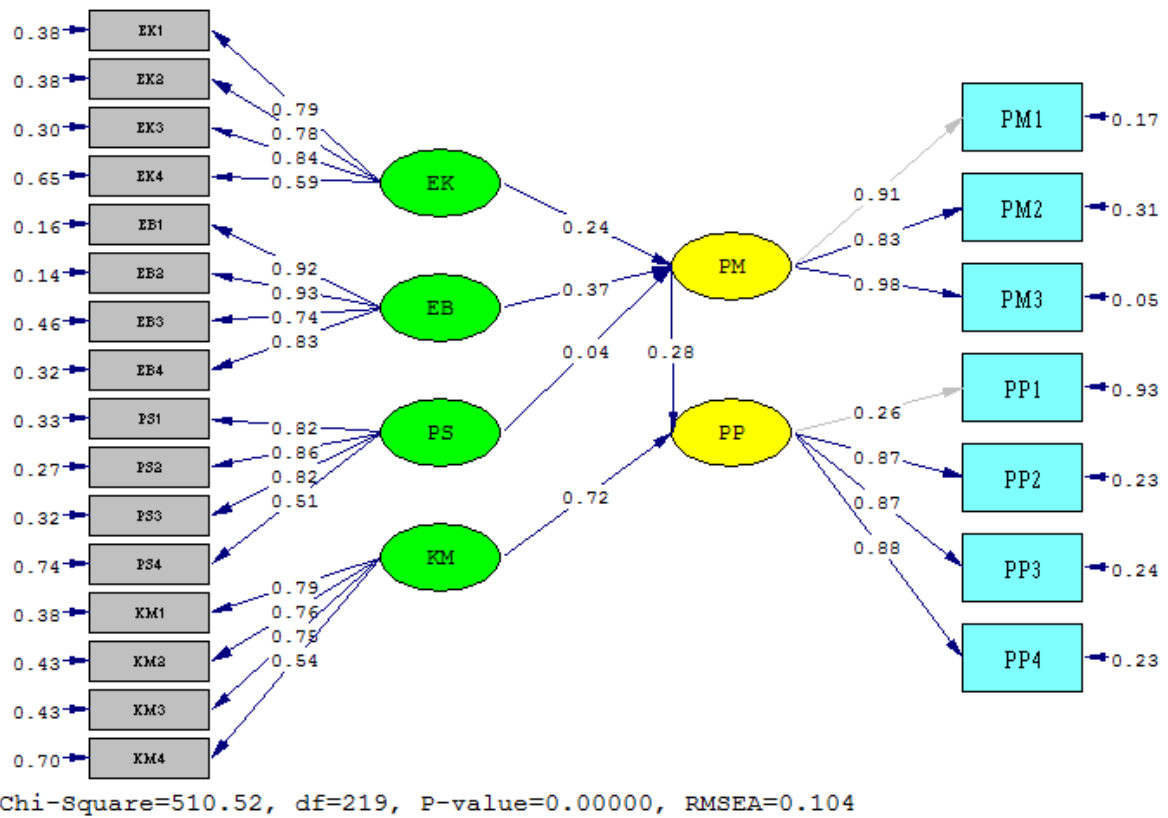 0.38 EK1
0.38 EK2
0.30 EK3
0.65 EK4
0.16 EB1
0.14 EB2
0.46 EB3
0.32 EB4
0.33 PS1
0.27 PS2
0.32 PS3
0.74 PS4
0.38 KM1
0.43 KM2
0.43 KM3
0.70 KM4
0.79
0.78
0.84
0.59
0.92
0.93
0.74
0.83
0.82
0.86
0.82
0.51
0.79
0.76
0.75
0.54
EK
EB
PS
KM
0.24
0.37
0.04
0.72
PM
0.28
PP
0.91
0.83
0.98
0.26
0.87
0.87
0.88
PM1 0.17
PM2 0.31
PM3 0.05
PP1 0.93
PP2 0.23
PP3 0.24
PP4 0.23
Chi-Square=510.52, df=219, P-value=0.00000, RMSEA=0.104